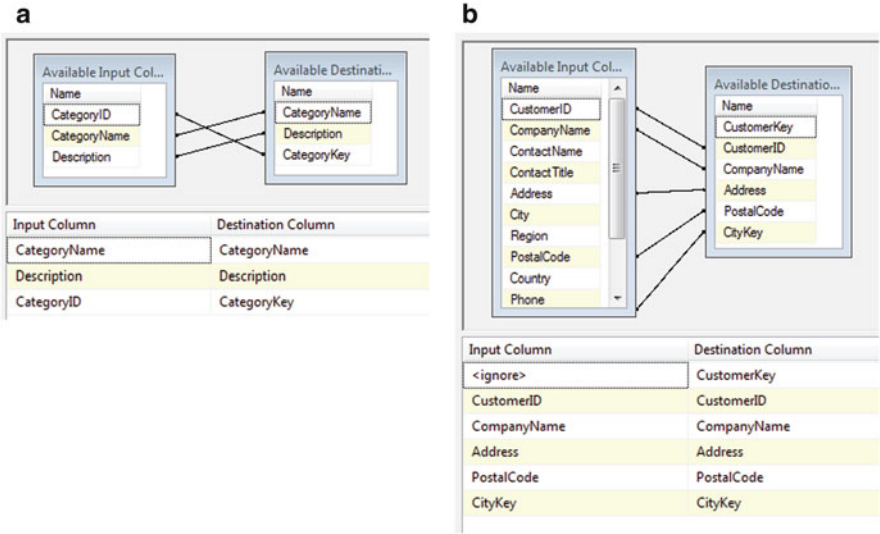 a
Available Input Col...
Name
CategoryID
CategoryName
Description
Available Destinati...
Name
CategoryName
Description
CategoryKey
Input Column Destination Column
CategoryName CategoryName
Description Description
CategoryID CategoryKey
b
Available Input Col...
Name
CustomerID
CompanyName
ContactName
ContactTitle
Address
City
Region
PostalCode
Country
Phone
Available Destinatio...
Name
CustomerKey
CustomerID
CompanyName
Address
PostalCode
CityKey
Input Column Destination Column
<ignore> CustomerKey
CustomerID CustomerID
CompanyName CompanyName
Address Address
PostalCode PostalCode
CityKey CityKey